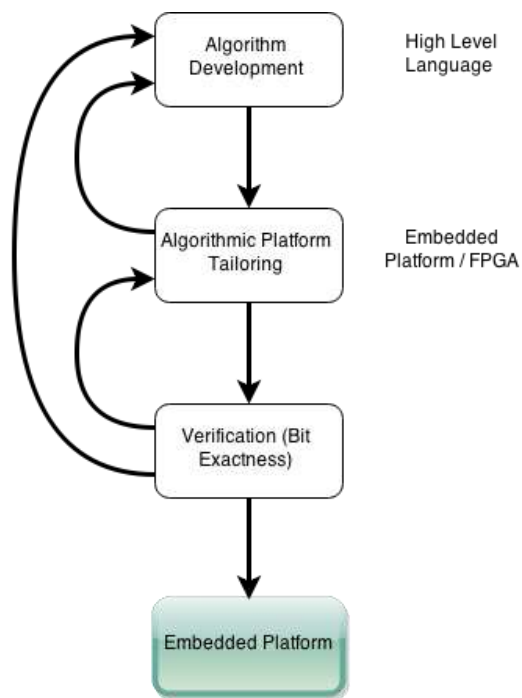 Algorithm
Development
High Level
Language
Algorithmic Platform
Tailoring
Embedded
Platform / FPGA
Verification (Bit
Exactness)
Embedded Platform